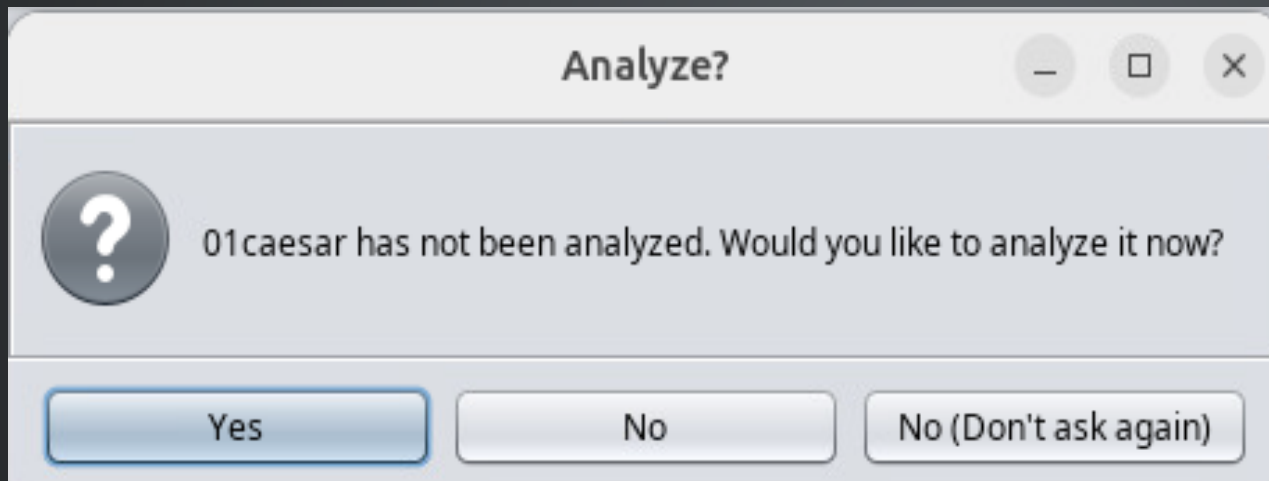 Analyze?
01caesar has not been analyzed. Would you like to analyze it now?
Yes No No (Don't ask again)